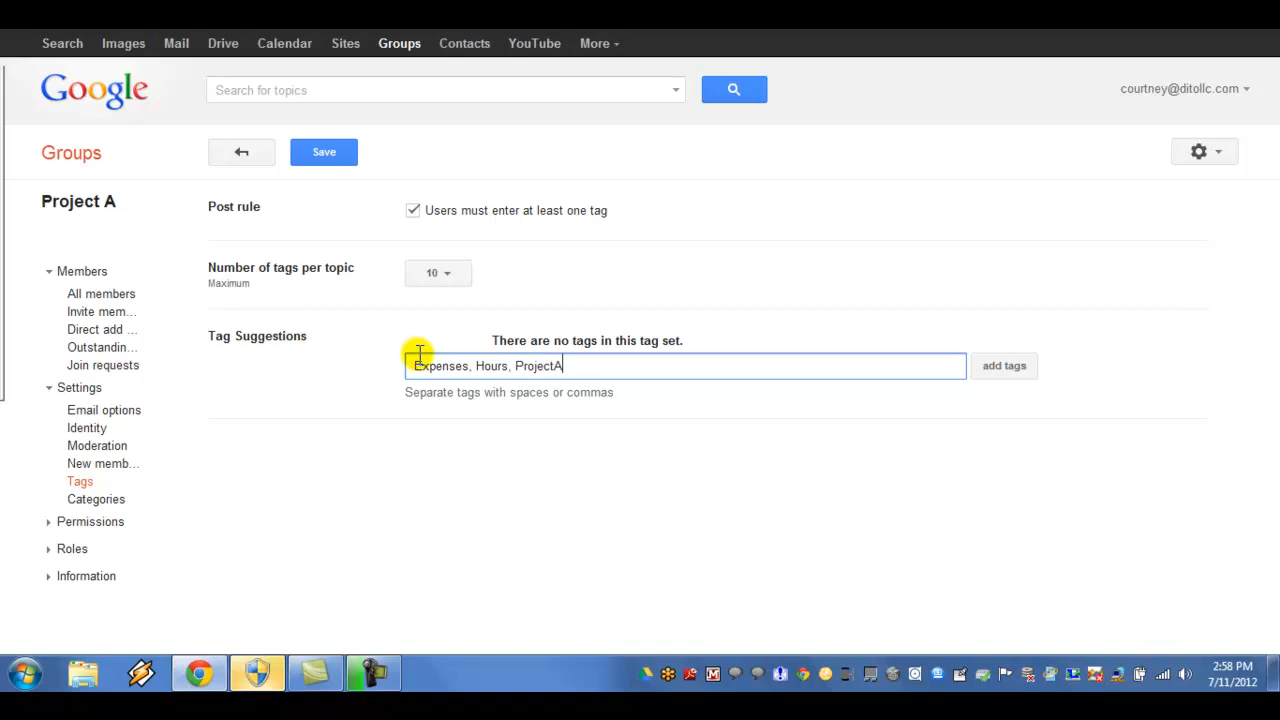 Search Images Mail Drive Calendar Sites Groups Contacts YouTube More
Google Search for topics courtney@ditollc.com
Groups Save
Project A
Post rule Users must enter at least one tag
Number of tags per topic 10
Maximum
Tag Suggestions There are no tags in this tag set.
Expenses, Hours, ProjectA add tags
Separate tags with spaces or commas
Members
All members
Invite mem...
Direct add ...
Outstandin...
Join requests
Settings
Email options
Identity
Moderation
New memb...
Tags
Categories
Permissions
Roles
Information
2:58 PM
7/11/2012